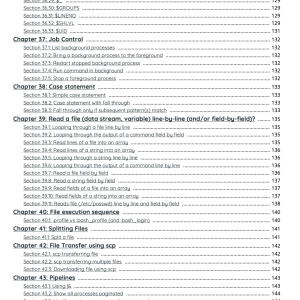 Section 36.29: $_ 129
Section 36.30: $GROUPS 129
Section 36.31: $LINENO 129
Section 36.32: $SHLVL 129
Section 36.33: $UID 131
Chapter 37: Job Control 132
Section 37.1: List background processes 132
Section 37.2: Bring a background process to the foreground 132
Section 37.3: Restart stopped background process 132
Section 37.4: Run command in background 132
Section 37.5: Stop a foreground process 132
Chapter 38: Case statement 133
Section 38.1: Simple case statement 133
Section 38.2: Case statement with fall through 133
Section 38.3: Fall through only if subsequent pattern(s) match 133
Chapter 39: Read a file (data stream, variable) line-by-line (and/or field-by-field)? 135
Section 39.1: Looping through a file line by line 135
Section 39.2: Looping through the output of a command field by field 135
Section 39.3: Read lines of a file into an array 135
Section 39.4: Read lines of a string into an array 136
Section 39.5: Looping through a string line by line 136
Section 39.6: Looping through the output of a command line by line 136
Section 39.7: Read a file field by field 136
Section 39.8: Read a string field by field 137
Section 39.9: Read fields of a file into an array 137
Section 39.10: Read fields of a string into an array 137
Section 39.11: Reads file (/etc/passwd) line by line and field by field 138
Chapter 40: File execution sequence 140
Section 40.1: .profile vs .bash_profile (and .bash_login) 140
Chapter 41: Splitting Files 141
Section 41.1: Split a file 141
Chapter 42: File Transfer using scp 142
Section 42.1: scp transferring file 142
Section 42.2: scp transferring multiple files 142
Section 42.3: Downloading file using scp 142
Chapter 43: Pipelines 143
Section 43.1: Using |& 143
Section 43.2: Show all processes paginated 144